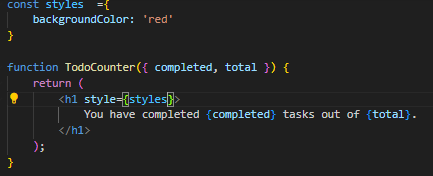 const styles  ={
    backgroundColor: 'red'
}

function TodoCounter({ completed, total }) {
    return (
        <h1 style={styles}>
            You have completed {completed} tasks out of {total}.
        </h1>
    );
}